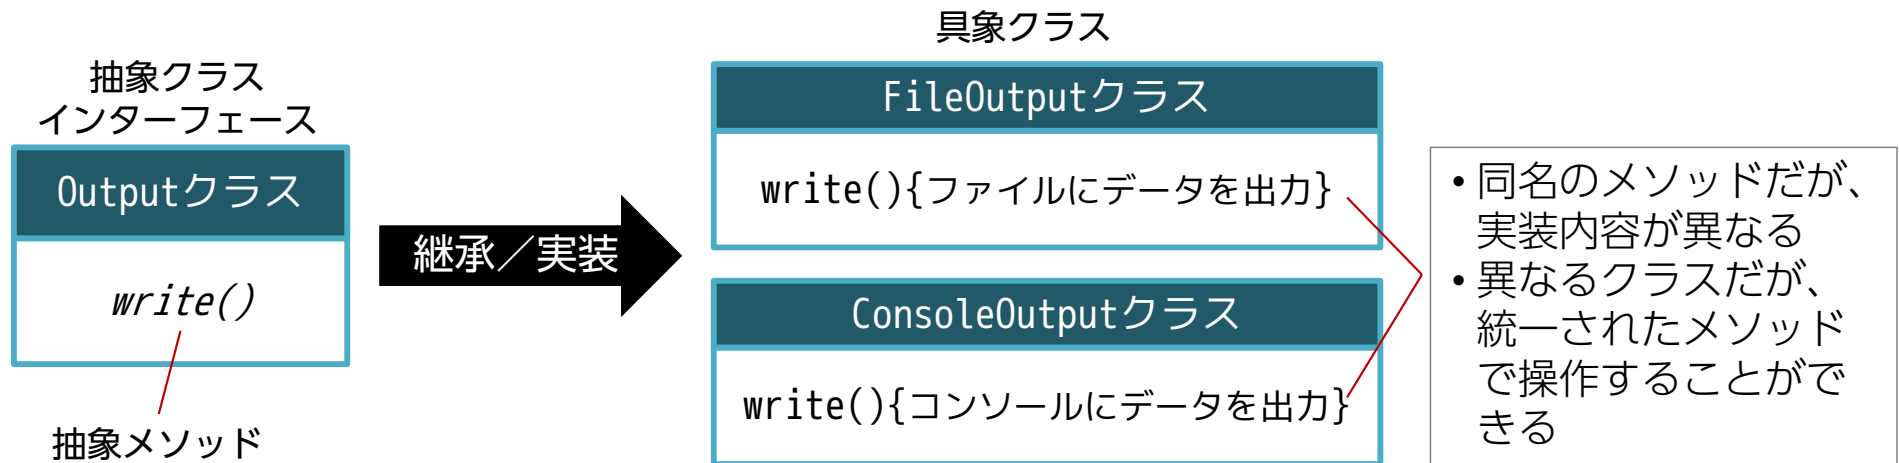 抽象クラス
インターフェース
Outputクラス
write()
抽象メソッド
継承／実装
具象クラス
FileOutputクラス
write(){ファイルにデータを出力}
ConsoleOutputクラス
write(){コンソールにデータを出力}
• 同名のメソッドだが、
実装内容が異なる
• 異なるクラスだが、
統一されたメソッド
で操作することがで
きる